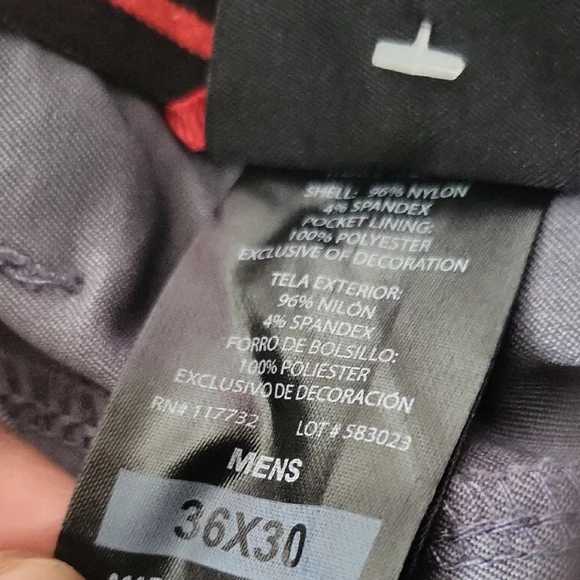 SHELL: 96% NYLON
4% SPANDEX
POCKET LINING:
100% POLYESTER
EXCLUSIVE OF DECORATION
TELA EXTERIOR:
96% NILÓN
4% SPANDEX
FORRO DE BOLSILLO:
100% POLIESTER
EXCLUSIVO DE DECORACIÓN
RN# 117732 LOT # 583023
MENS
36X30